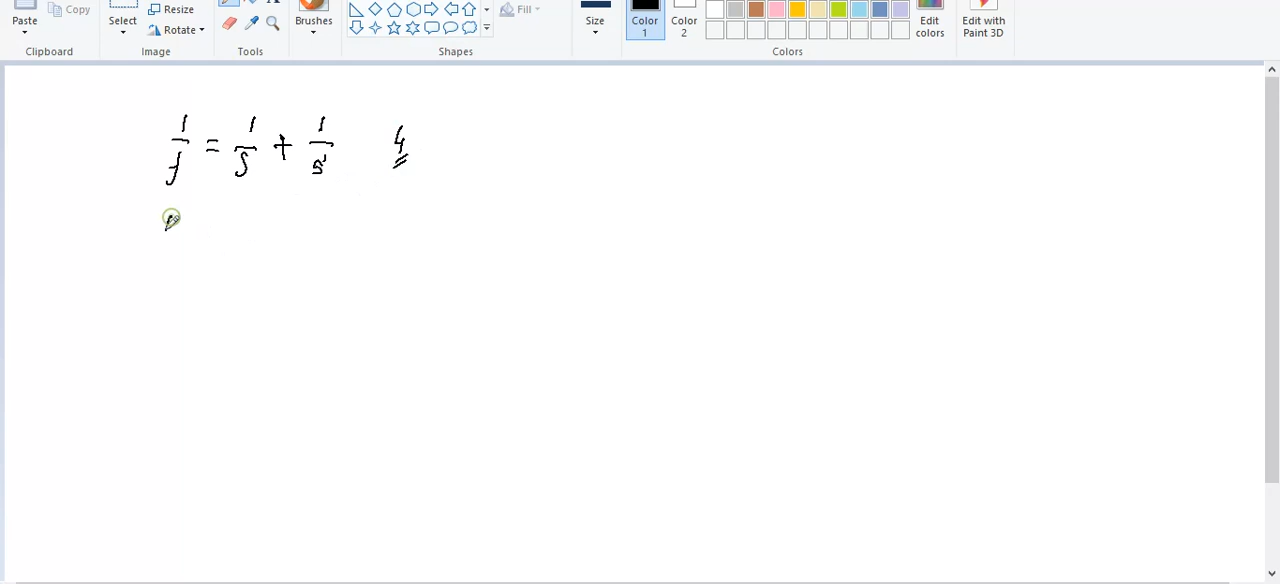 Paste Copy Select Resize Rotate A Brushes Fill Size Color 1 Color 2 Edit colors Edit with Paint 3D
Clipboard Image Tools Shapes Colors
1/f = 1/s + 1/s' 4